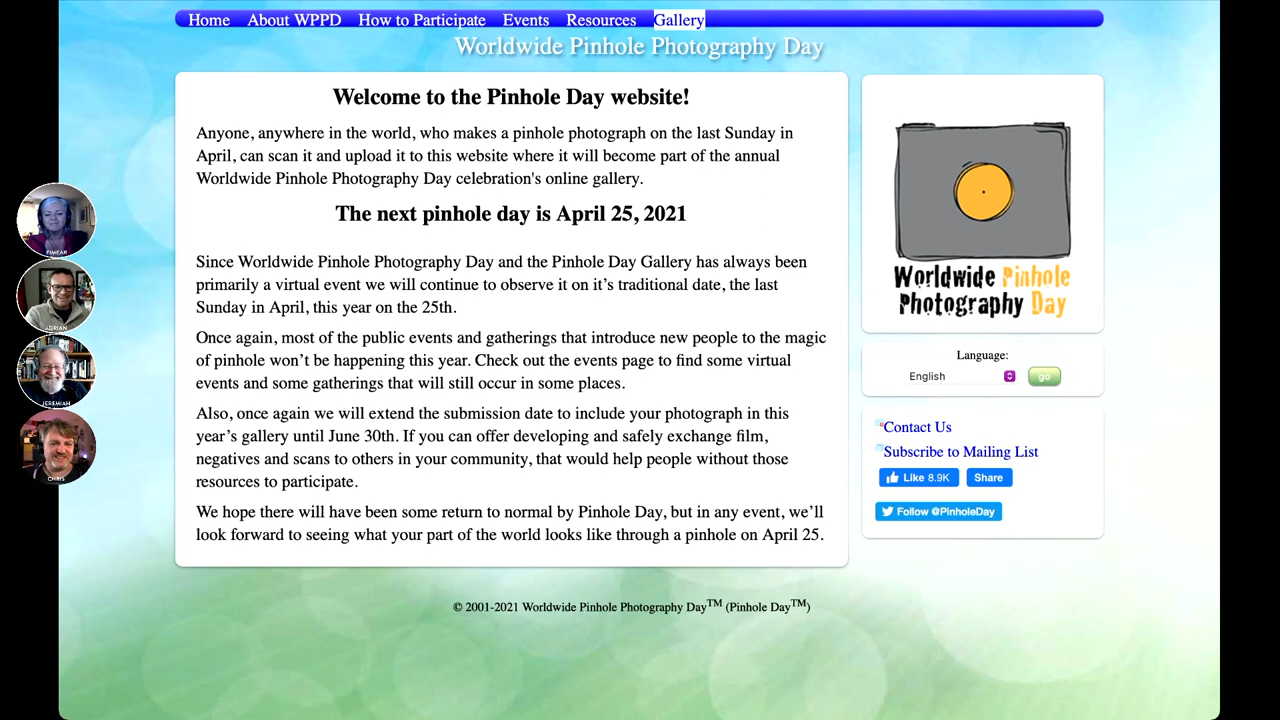 Home About WPPD How to Participate Events Resources Gallery
Worldwide Pinhole Photography Day
Welcome to the Pinhole Day website!
Anyone, anywhere in the world, who makes a pinhole photograph on the last Sunday in
April, can scan it and upload it to this website where it will become part of the annual
Worldwide Pinhole Photography Day celebration's online gallery.
The next pinhole day is April 25, 2021
Since Worldwide Pinhole Photography Day and the Pinhole Day Gallery has always been
primarily a virtual event we will continue to observe it on it’s traditional date, the last
Sunday in April, this year on the 25th.
Once again, most of the public events and gatherings that introduce new people to the magic
of pinhole won’t be happening this year. Check out the events page to find some virtual
events and some gatherings that will still occur in some places.
Also, once again we will extend the submission date to include your photograph in this
year’s gallery until June 30th. If you can offer developing and safely exchange film,
negatives and scans to others in your community, that would help people without those
resources to participate.
We hope there will have been some return to normal by Pinhole Day, but in any event, we’ll
look forward to seeing what your part of the world looks like through a pinhole on April 25.
Worldwide Pinhole
Photography Day
Language:
English go
Contact Us
Subscribe to Mailing List
Like 8.9K Share
Follow @PinholeDay
EIMEAR
ADRIAN
JEREMIAH
CHRIS
© 2001-2021 Worldwide Pinhole Photography Day™ (Pinhole Day™)